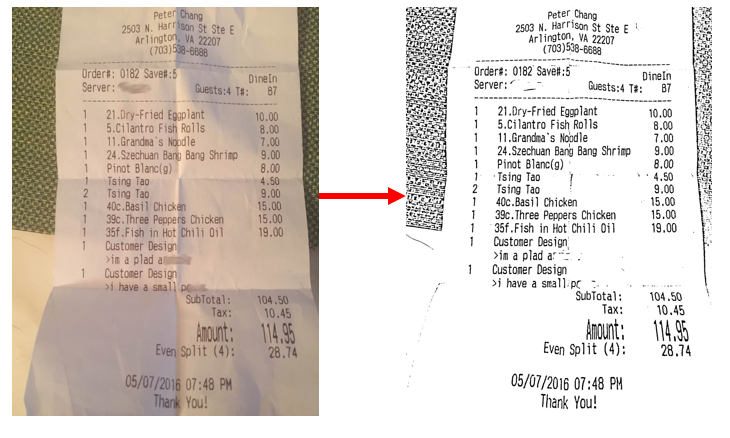 Peter Chang
2503 N. Harrison St Ste E
Arlington, VA 22207
(703)538-6688
Order#: 0182 Save#:5 DineIn
Server: Guests:4 T#: B7
1 21.Dry-Fried Eggplant 10.00
1 5.Cilantro Fish Rolls 8.00
1 11.Grandma`s Noodle 7.00
1 24.Szechuan Bang Bang Shrimp 9.00
1 Pinot Blanc(g) 8.00
1 Tsing Tao 4.50
2 Tsing Tao 9.00
1 40c.Basil Chicken 15.00
1 39c.Three Peppers Chicken 15.00
1 35f.Fish in Hot Chili Oil 19.00
1 Customer Design
>im a plad a
1 Customer Design
>i have a small
SubTotal: 104.50
Tax: 10.45
Amount: 114.95
Even Split (4): 28.74
05/07/2016 07:48 PM
Thank You!
Peter Chang
2503 N. Harrison St Ste E
Arlington, VA 22207
(703)538-6688
Order#: 0182 Save#:5 DineIn
Server: Guests:4 T#: B7
1 21.Dry-Fried Eggplant 10.00
1 5.Cilantro Fish Rolls 8.00
1 11.Grandma`s Noodle 7.00
1 24.Szechuan Bang Bang Shrimp 9.00
1 Pinot Blanc(g) 8.00
1 Tsing Tao 4.50
2 Tsing Tao 9.00
1 40c.Basil Chicken 15.00
1 39c.Three Peppers Chicken 15.00
1 35f.Fish in Hot Chili Oil 19.00
1 Customer Design
>im a plad a
1 Customer Design
>i have a small
SubTotal: 104.50
Tax: 10.45
Amount: 114.95
Even Split (4): 28.74
05/07/2016 07:48 PM
Thank You!